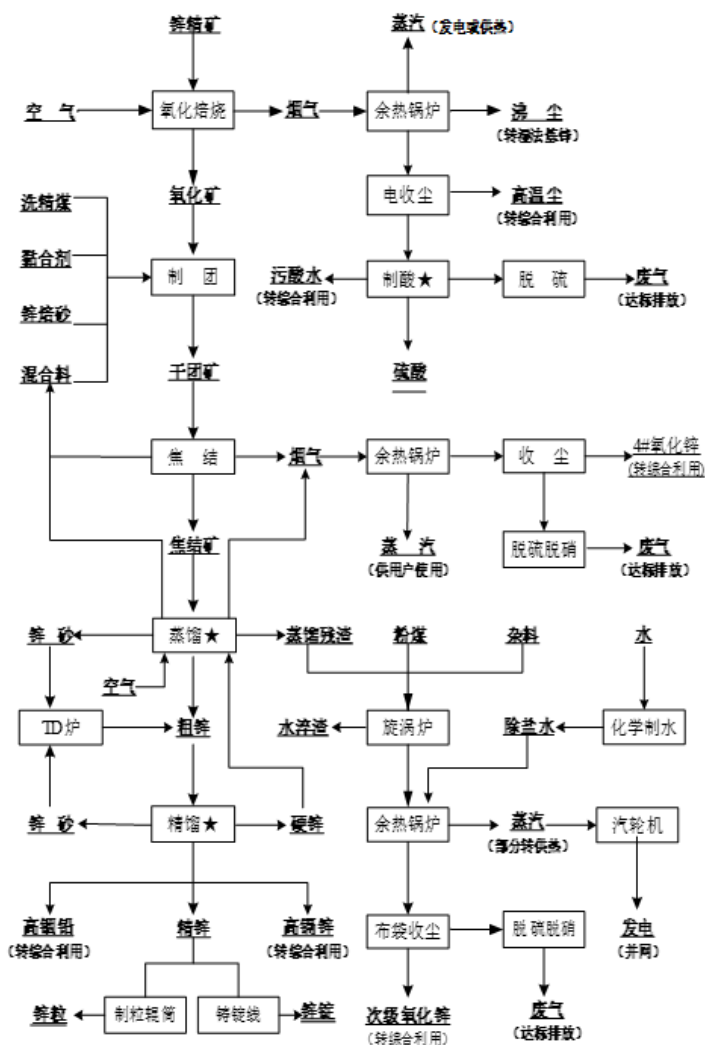 锌精矿
蒸汽(发电或供热)
空 气
氧化焙烧
烟气
余热锅炉
沸 尘
(转湿法炼锌)
氧化矿
电收尘
高温尘
(转综合利用)
洗精煤
黏合剂
制 团
污酸水
(转综合利用)
制酸★
脱 硫
废气
(达标排放)
锌焙砂
混合料
干团矿
硫酸
焦 结
烟气
余热锅炉
收 尘
4#氧化锌
(转综合利用)
焦结矿
蒸 汽
(供用户使用)
脱硫脱硝
废气
(达标排放)
锌 砂
蒸馏★
蒸馏残渣
粉煤
杂料
水
空气
TD炉
粗锌
水淬渣
旋涡炉
除盐水
化学制水
锌 砂
精馏★
硬锌
余热锅炉
蒸汽
(部分转供热)
汽轮机
高铟铅
(转综合利用)
精锌
高镉锌
(转综合利用)
布袋收尘
脱硫脱硝
发电
(并网)
锌粒
制粒辊筒
铸锭线
锌锭
次级氧化锌
(转综合利用)
废气
(达标排放)